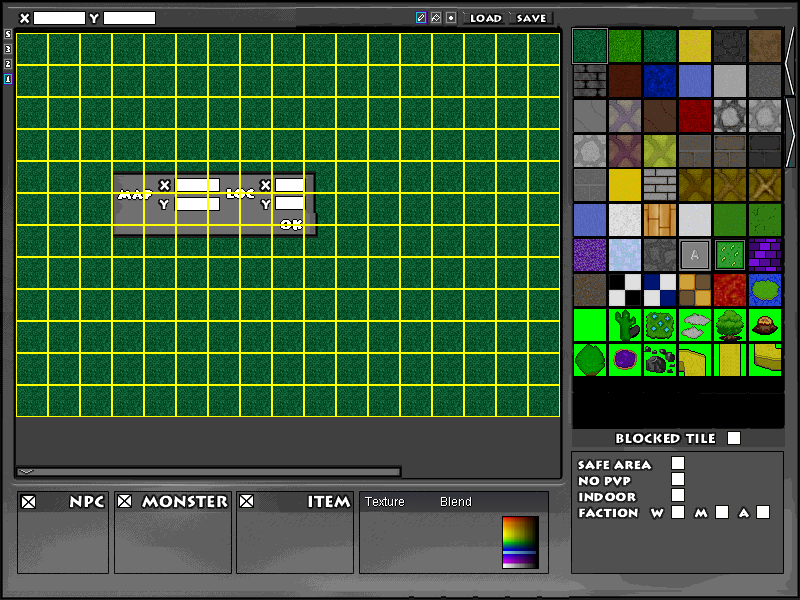 X Y LOAD SAVE
S
3
2
1
MAP X LOC X
Y Y
OK
A
BLOCKED TILE
SAFE AREA
NO PVP
INDOOR
FACTION W M A
NPC MONSTER ITEM Texture Blend